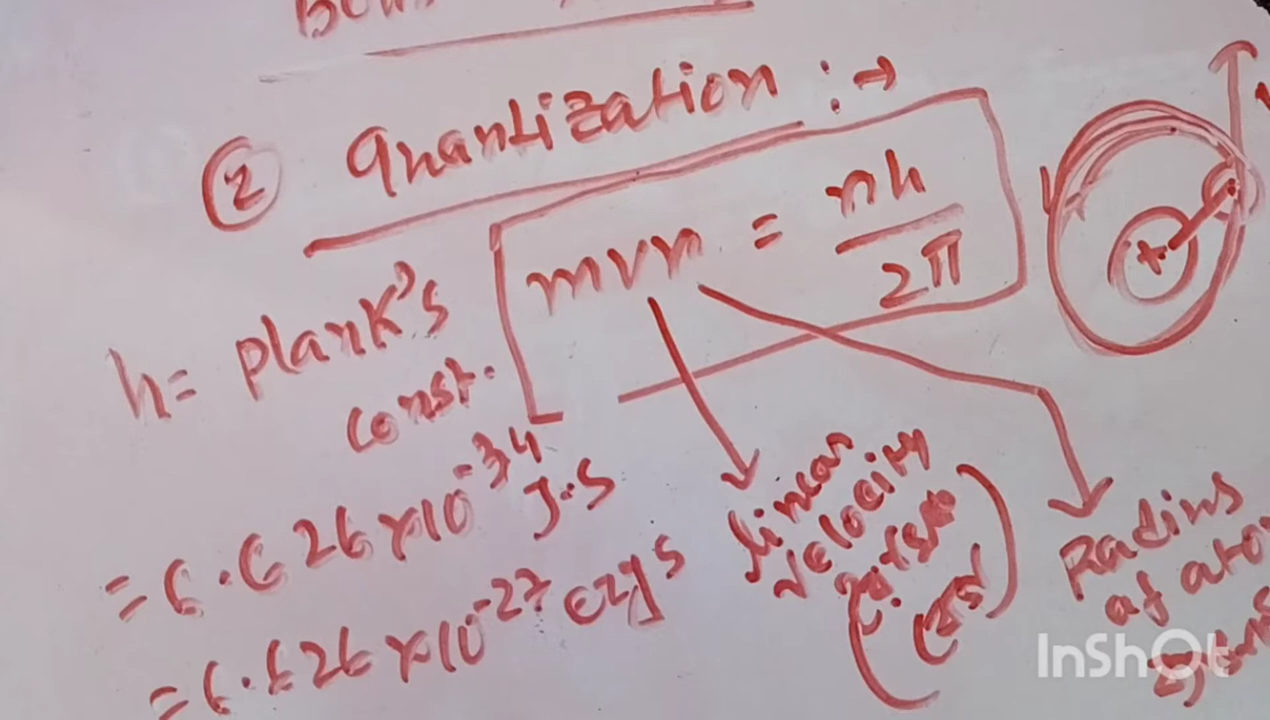 ② Quantization :→
mvr = nh / 2π
h = plank's
const.
= 6.626×10⁻³⁴ J.s
= 6.626×10⁻²⁷ erg s
linear
velocity
Radius
of
InShOt